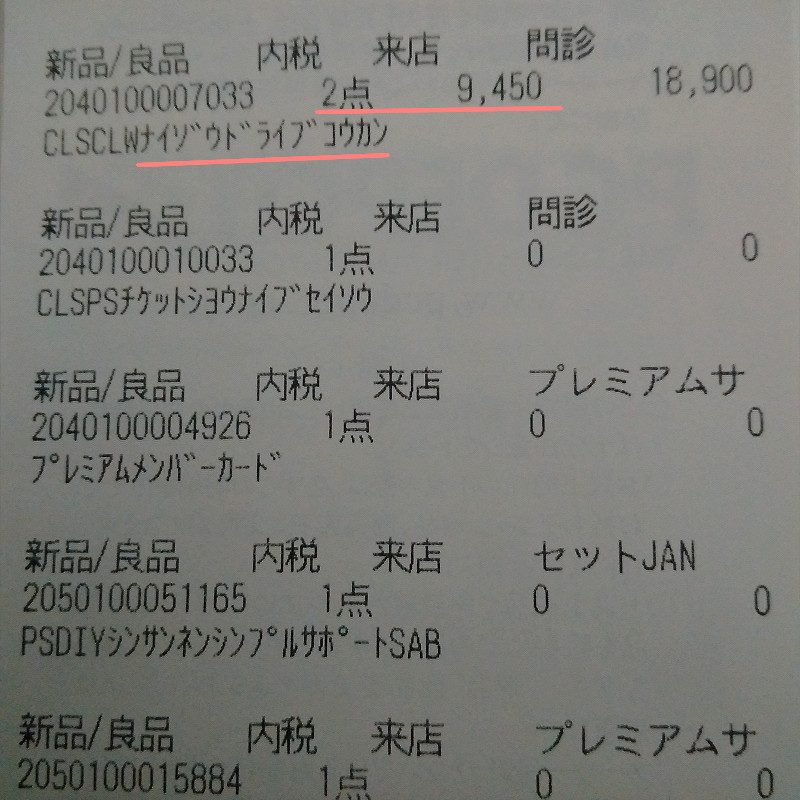 新品/良品 内税 来店 問診
2040100007033 2点 9,450 18,900
CLSCLWナイゾウドライブコウカン
新品/良品 内税 来店 問診
2040100010033 1点 0 0
CLSPSチケットショウナイブセイソウ
新品/良品 内税 来店 プレミアムサ
2040100004926 1点 0 0
プレミアムメンバーカード
新品/良品 内税 来店 セットJAN
2050100051165 1点 0 0
PSDIYシンサンネンシンプルサポートSAB
新品/良品 内税 来店 プレミアムサ
2050100015884 1点 0 0